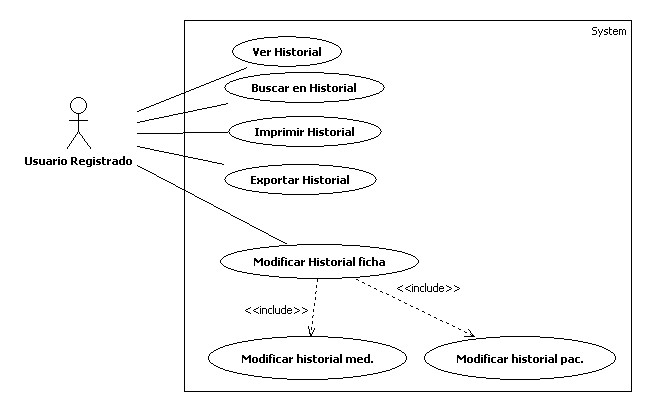 System
Ver Historial
Buscar en Historial
Imprimir Historial
Usuario Registrado
Exportar Historial
Modificar Historial ficha
<<include>>
<<include>>
Modificar historial med.
Modificar historial pac.